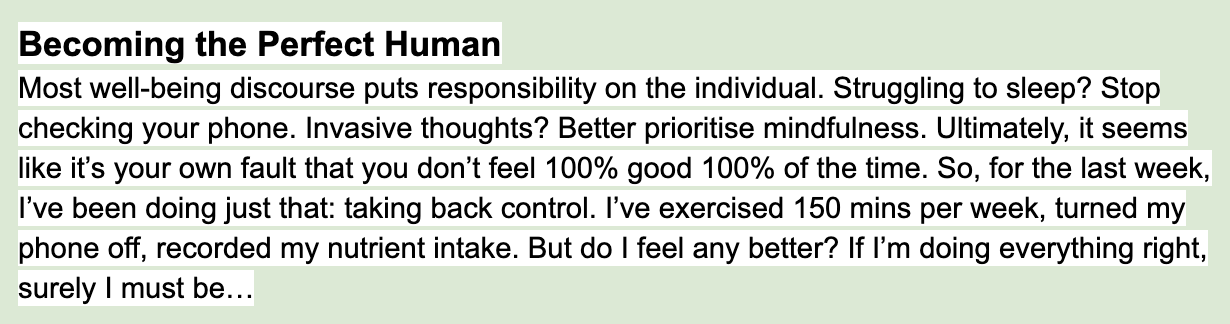 Becoming the Perfect Human
Most well-being discourse puts responsibility on the individual. Struggling to sleep? Stop
checking your phone. Invasive thoughts? Better prioritise mindfulness. Ultimately, it seems
like it’s your own fault that you don’t feel 100% good 100% of the time. So, for the last week,
I’ve been doing just that: taking back control. I’ve exercised 150 mins per week, turned my
phone off, recorded my nutrient intake. But do I feel any better? If I’m doing everything right,
surely I must be…